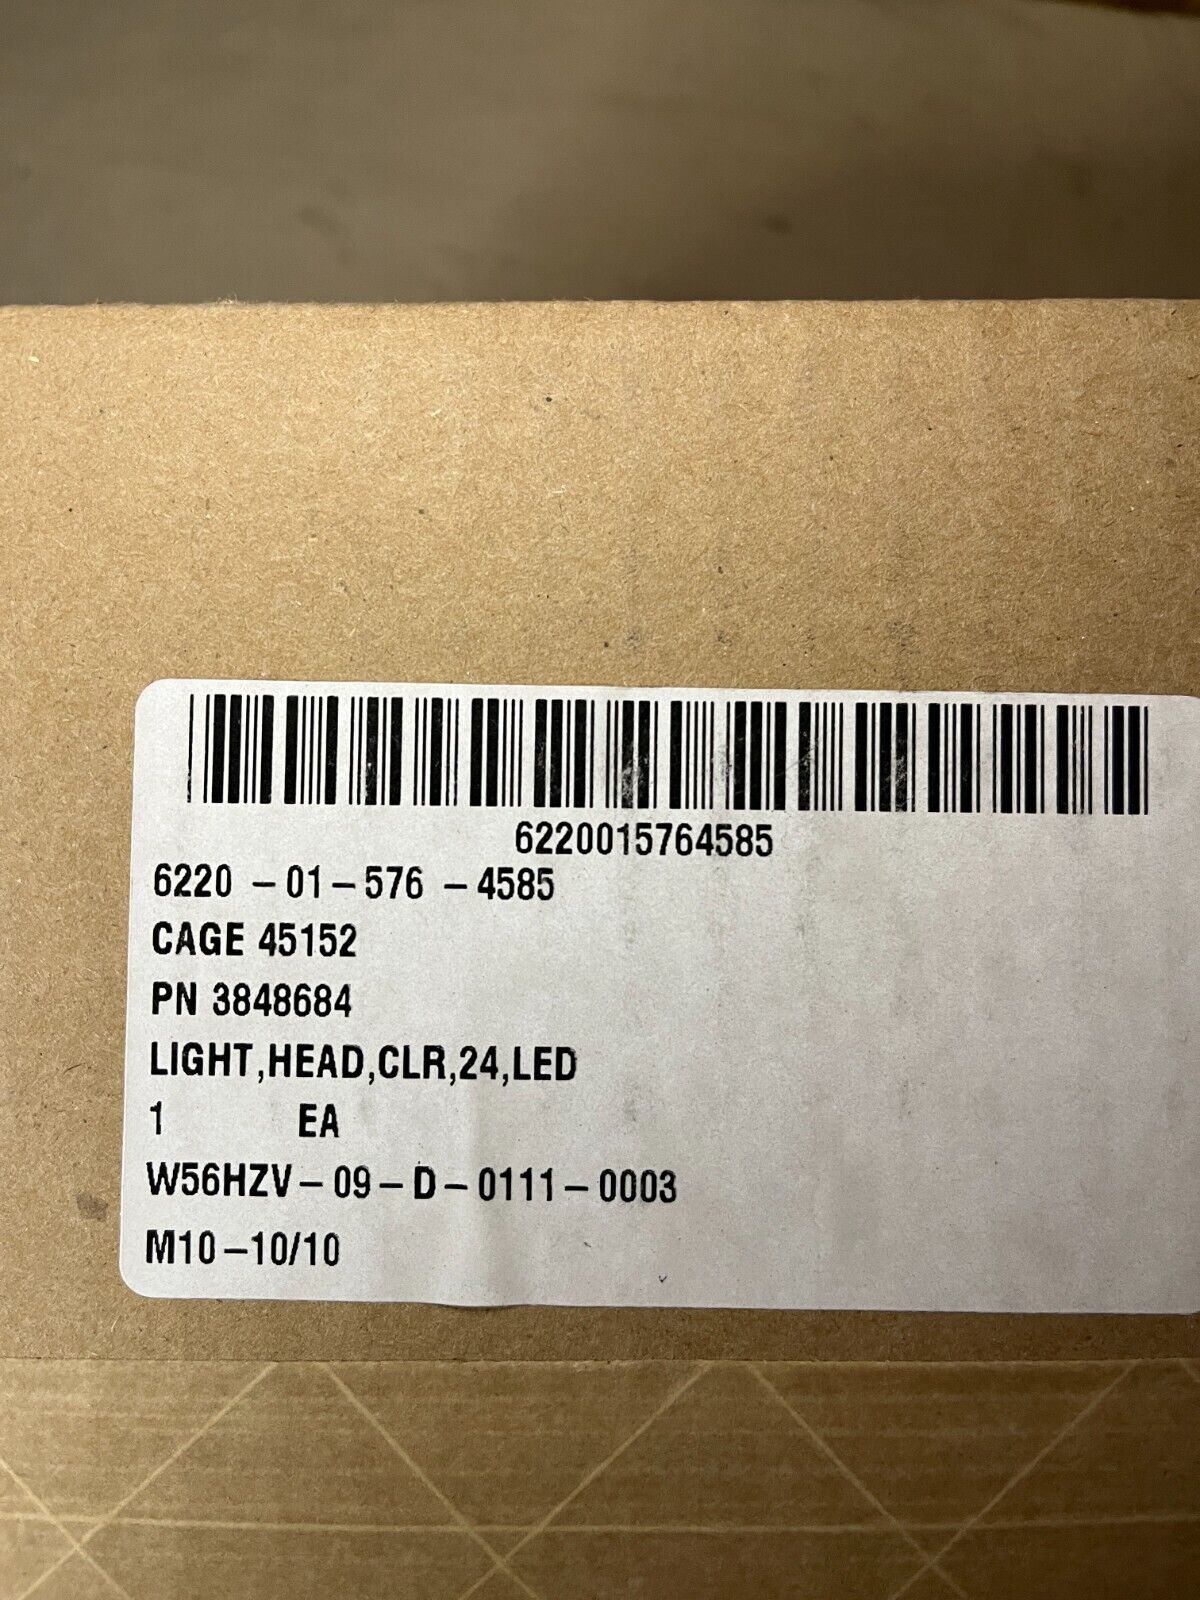 6220015764585
6220 - 01 - 576 - 4585
CAGE 45152
PN 3848684
LIGHT,HEAD,CLR,24,LED
1 EA
W56HZV - 09 - D - 0111 - 0003
M10 - 10/10